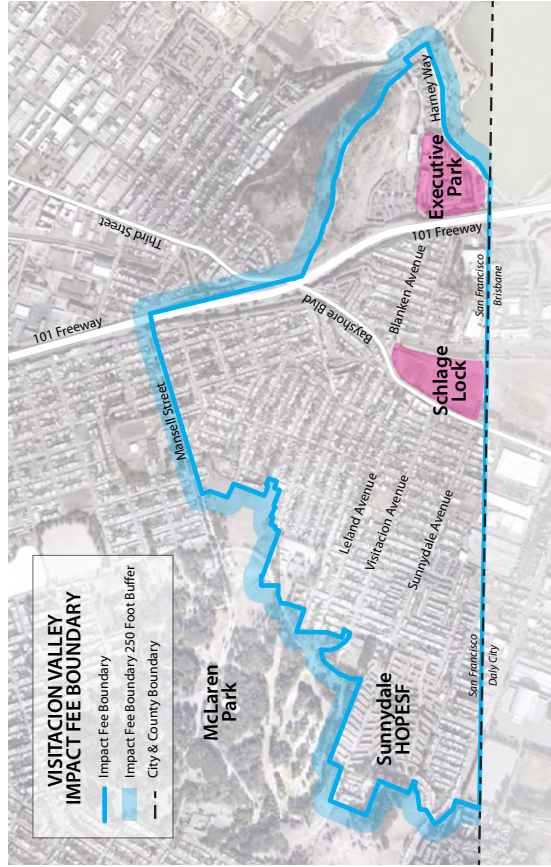 VISITACION VALLEY
IMPACT FEE BOUNDARY
Impact Fee Boundary
Impact Fee Boundary 250 Foot Buffer
City & County Boundary
McLaren
Park
Sunnydale
HOPESF
Mansell Street
101 Freeway
Third Street
Bayshore Blvd
Leland Avenue
Visitacion Avenue
Sunnydale Avenue
Blanken Avenue
101 Freeway
Harney Way
Executive
Park
Schlage
Lock
San Francisco
Daly City
San Francisco
Brisbane